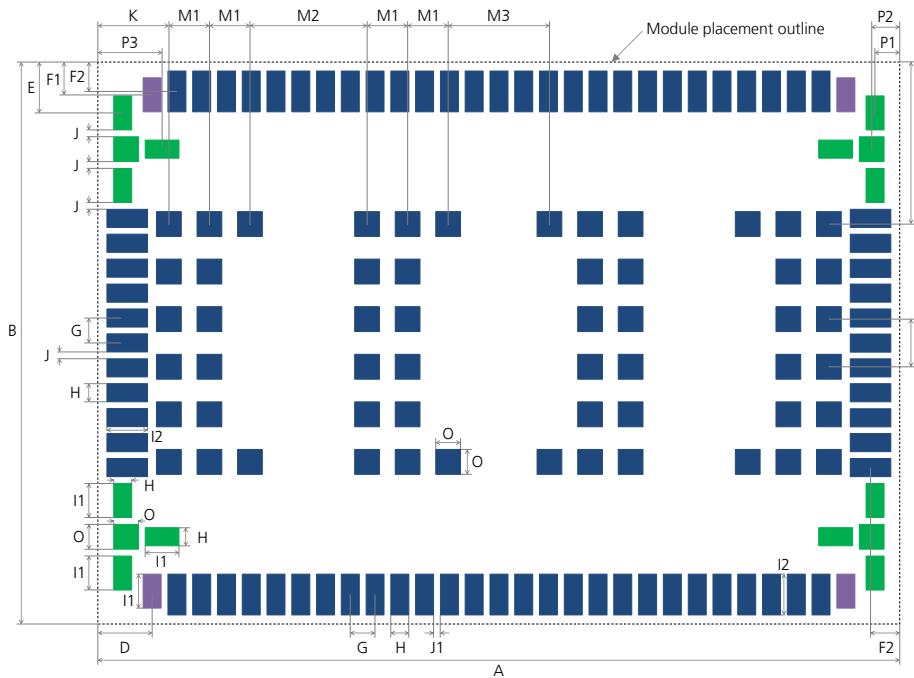 K M1 M1 M2 M1 M1 M3 P2
P3 Module placement outline P1
F1 F2
E
J
J
J
B G
J
H
I2 O
O
I1 H
O
O H
I1
I1 I2
I1
D G H J1 F2
A